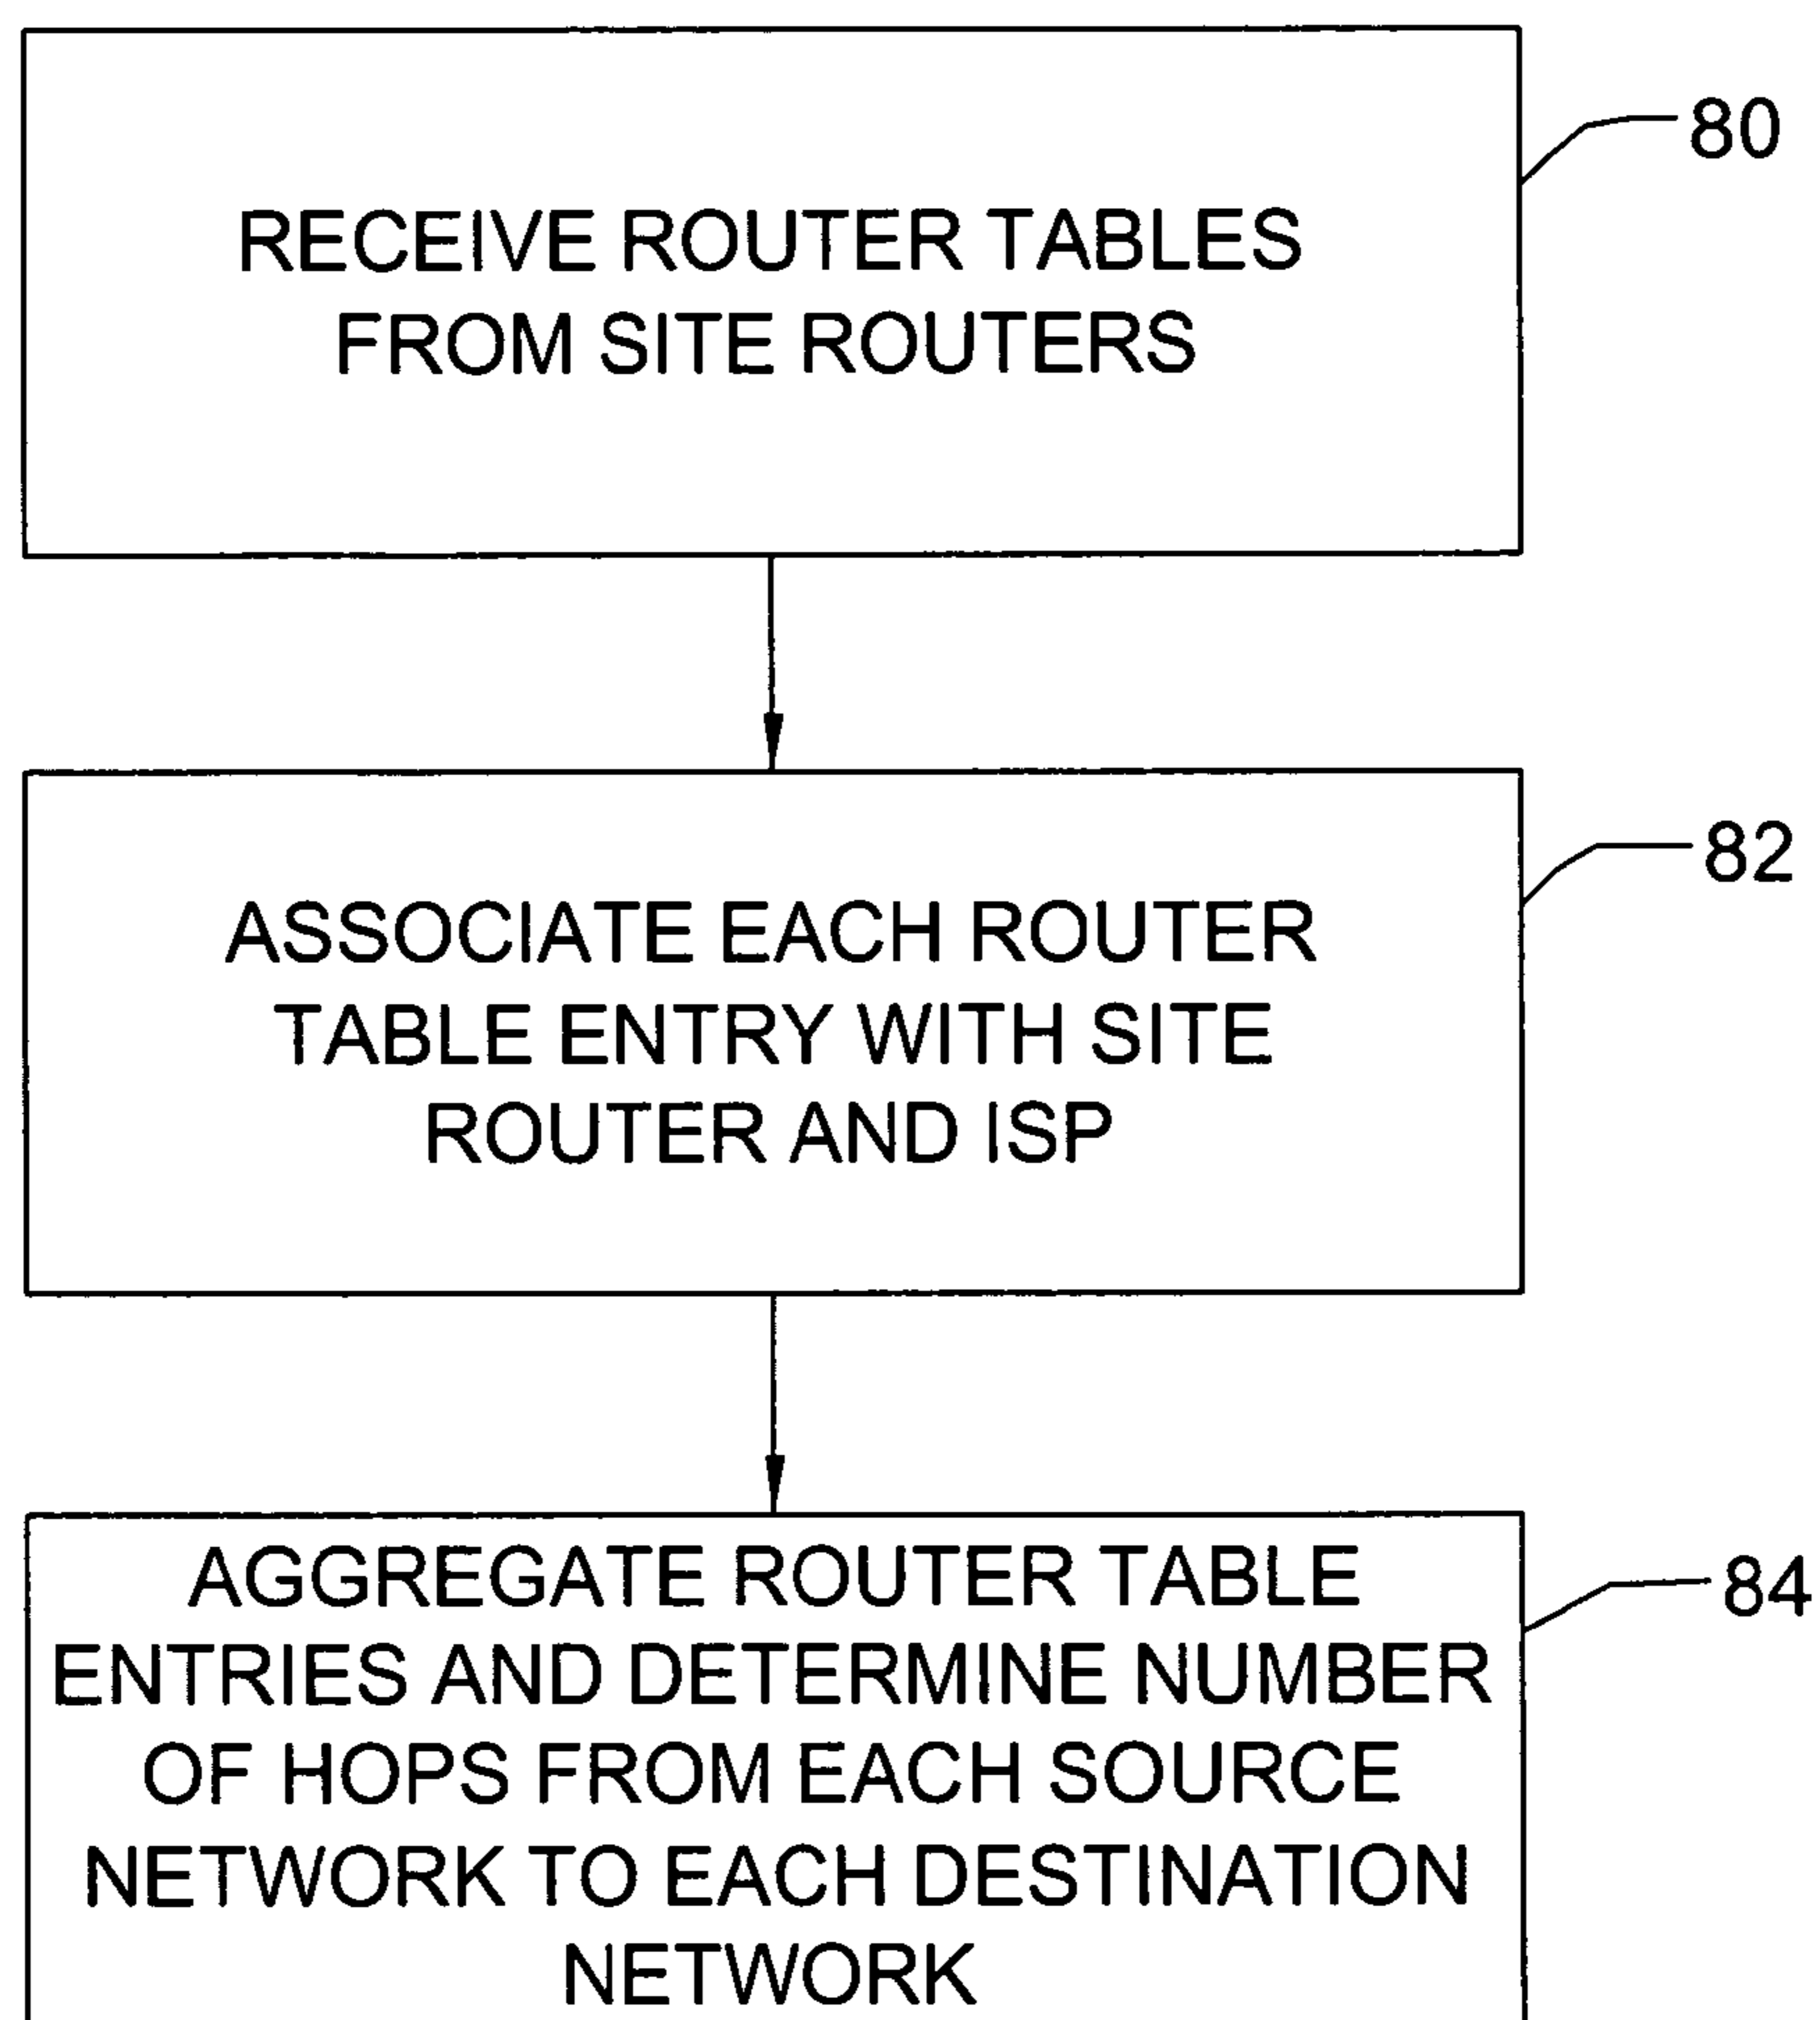 RECEIVE ROUTER TABLES
FROM SITE ROUTERS
80
ASSOCIATE EACH ROUTER
TABLE ENTRY WITH SITE
ROUTER AND ISP
82
AGGREGATE ROUTER TABLE
ENTRIES AND DETERMINE NUMBER
OF HOPS FROM EACH SOURCE
NETWORK TO EACH DESTINATION
NETWORK
84